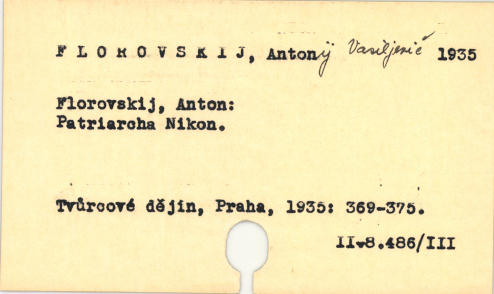 FLOROVSKIJ, Antonij Vasiljevič 1935
Florovskij, Anton:
Patriarcha Nikon.
Tvůrcové dějin, Praha, 1935: 369-375.
II-8.486/III